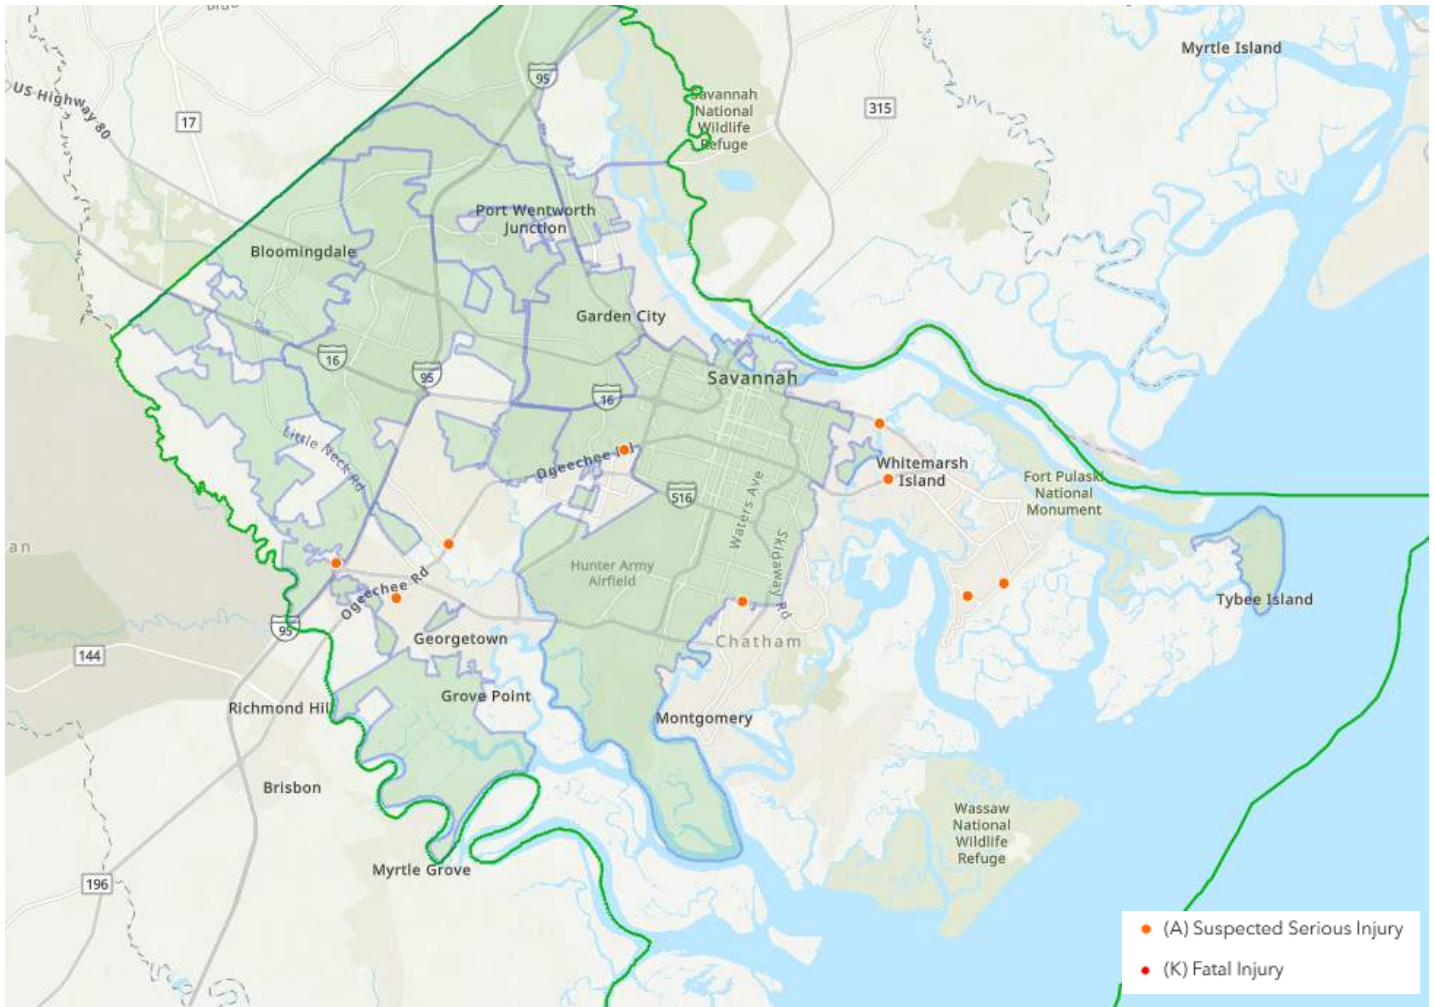 Myrtle Island
95
US Highway 80
17
Savannah
National
Wildlife
Refuge
315
Port Wentworth
Junction
Bloomingdale
Garden City
16
95
Savannah
16
Little Neck Rd
Ogeechee Rd
Whitemarsh
Island
516
Waters Ave
Fort Pulaski
National
Monument
an
Skidaway Rd
Hunter Army
Airfield
Ogeechee Rd
Tybee Island
95
Georgetown
Chatham
144
Grove Point
Richmond Hill
Montgomery
Brisbon
Wassaw
National
Wildlife
Refuge
Myrtle Grove
196
(A) Suspected Serious Injury
(K) Fatal Injury